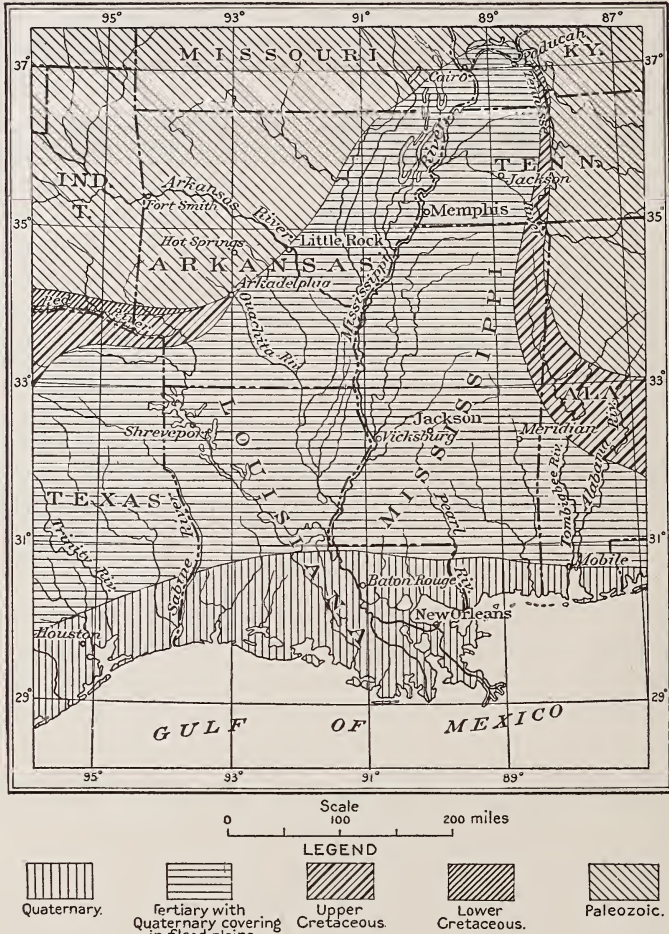 95° 93° 91° 89° 87°
37° 37°
MISSOURI
Paducah
KY.
Cairo
Tennessee
River
TENN.
Jackson
IND.
T.
Arkansas
River
Fort Smith
Memphis
35° 35°
Hot Springs
Little Rock
ARKANSAS
Arkadelphia
Mississippi
Red River
Ouachita Riv.
33° 33°
MISSISSIPPI
ALA.
Jackson
Vicksburg
Meridian
Shreveport
LOUISIANA
TEXAS
Sabine River
Trinity Riv.
Pearl Riv.
Tombigbee Riv.
Alabama Riv.
31° 31°
Mobile
Baton Rouge
New Orleans
Houston
29° 29°
GULF OF MEXICO
95° 93° 91° 89°
Scale
0 100 200 miles
LEGEND
Quaternary.
Tertiary with
Quaternary covering
in flood plains
Upper
Cretaceous.
Lower
Cretaceous.
Paleozoic.